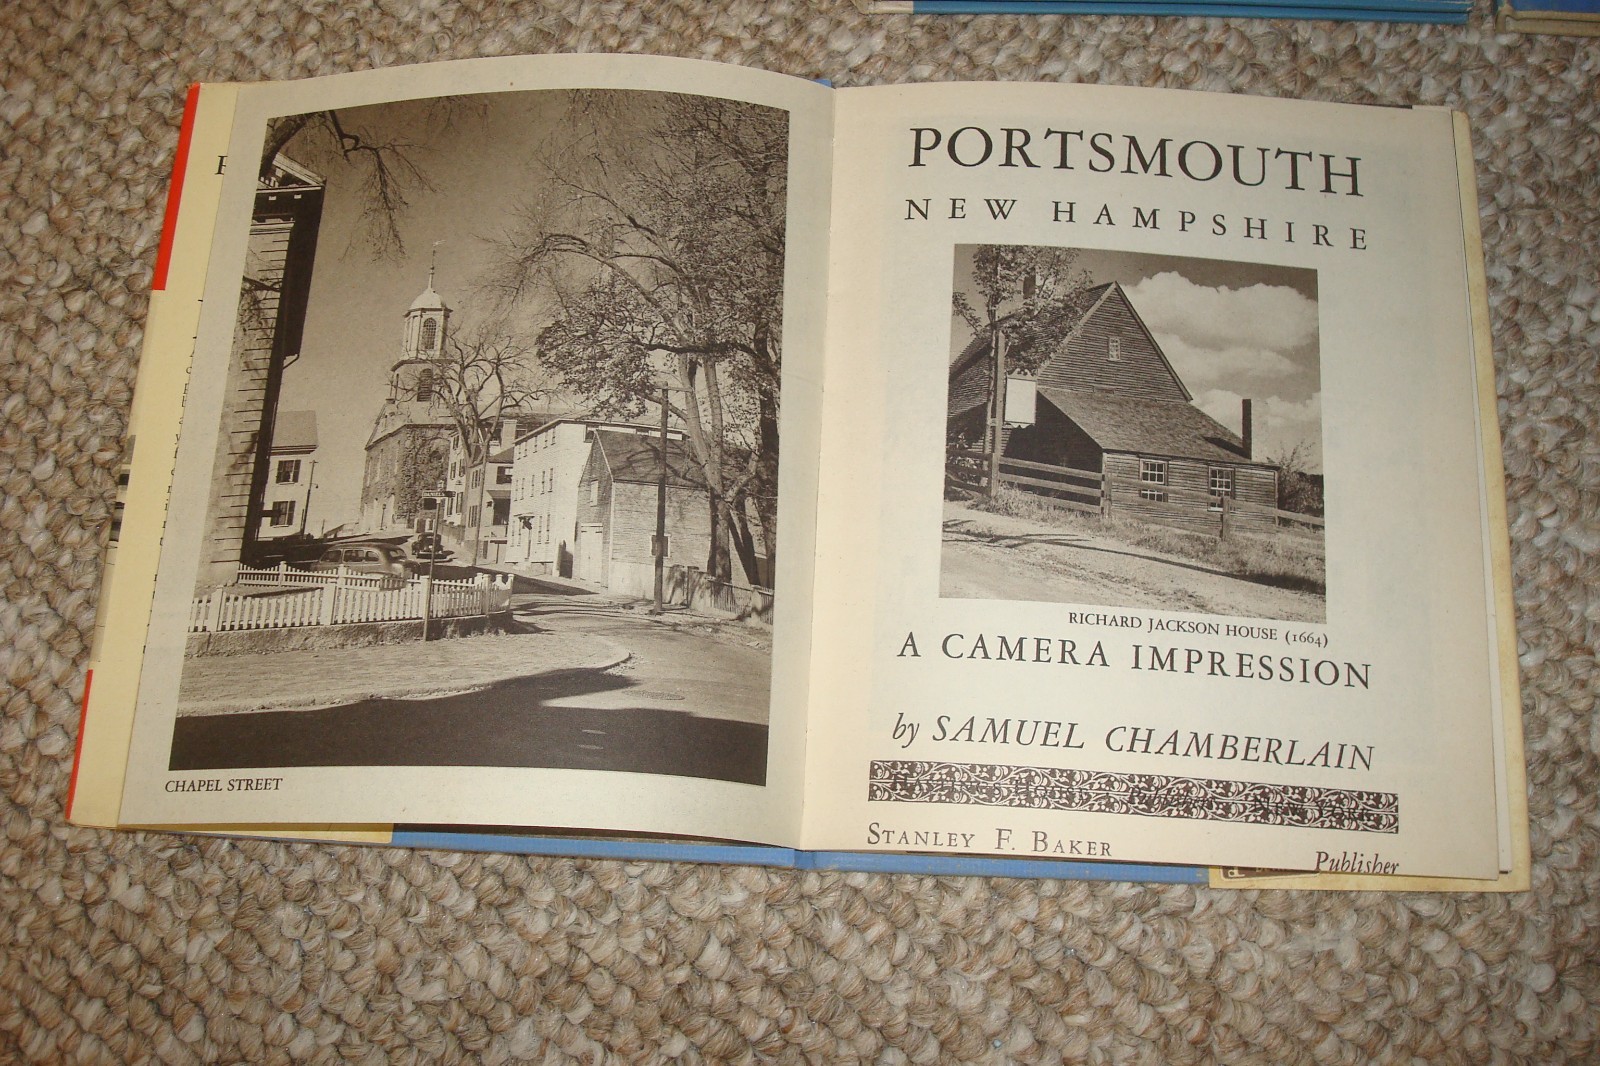 CHAPEL STREET
PORTSMOUTH
NEW HAMPSHIRE
RICHARD JACKSON HOUSE (1664)
A CAMERA IMPRESSION
by SAMUEL CHAMBERLAIN
STANLEY F. BAKER
Publisher